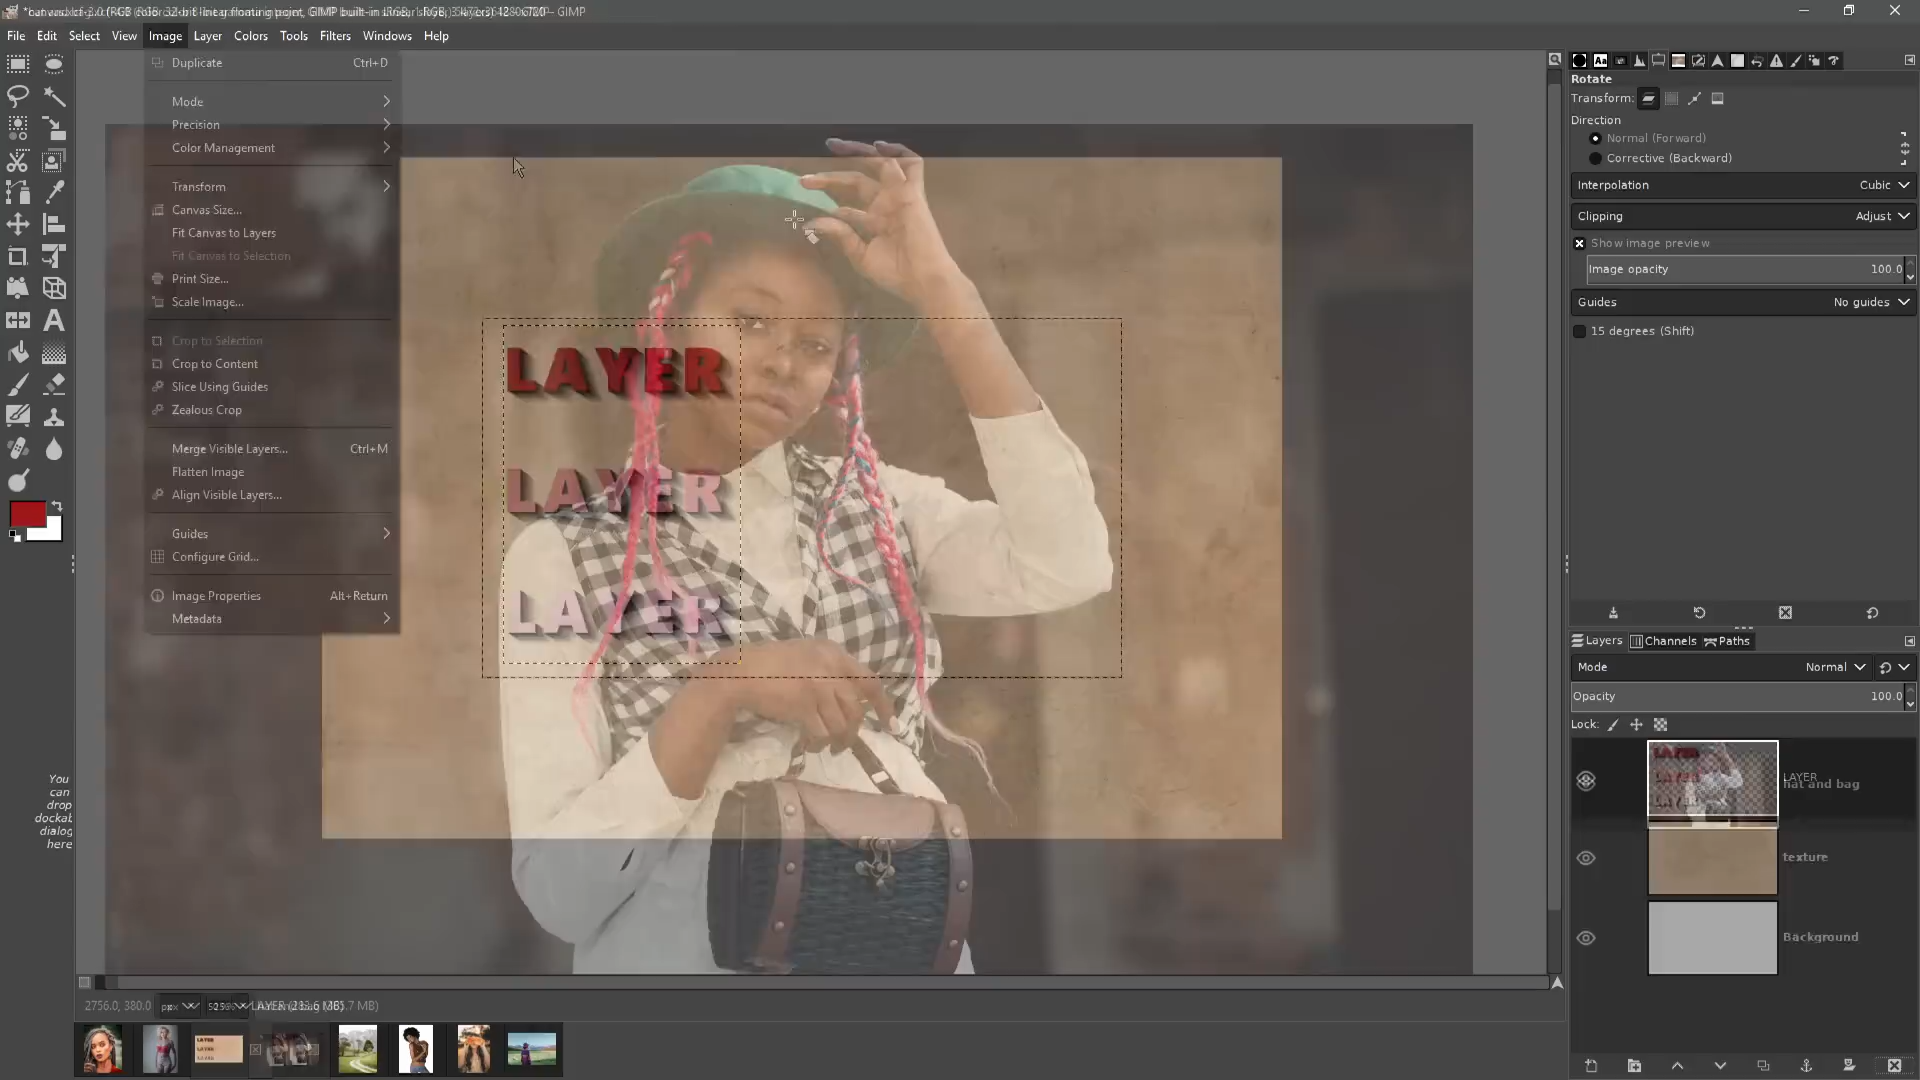 File Edit Select View Image Layer Colors Tools Filters Windows Help
Duplicate Ctrl+D
Mode
Precision
Color Management
Transform
Canvas Size...
Fit Canvas to Layers
Fit Canvas to Selection
Print Size...
Scale Image...
Crop to Selection
Crop to Content
Slice Using Guides
Zealous Crop
Merge Visible Layers... Ctrl+M
Flatten Image
Align Visible Layers...
Guides
Configure Grid...
Image Properties Alt+Return
Metadata
LAYER
LAYER
LAYER
You
can
drop
dockab
dialog
here
2756.0, 380.0 px
Rotate
Transform:
Direction
Normal (Forward)
Corrective (Backward)
Interpolation Cubic
Clipping Adjust
Show image preview
Image opacity 100.0
Guides No guides
15 degrees (Shift)
Layers Channels Paths
Mode Normal
Opacity 100.0
Lock:
LAYER
hat and bag
texture
Background